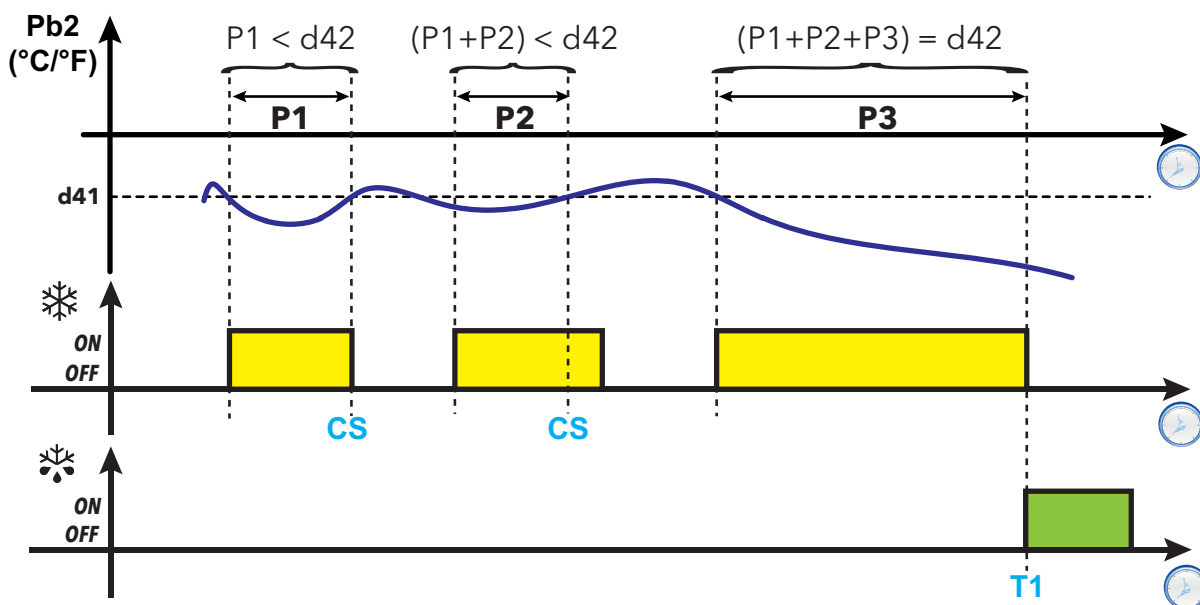 Pb2
(°C/°F)
P1 < d42
(P1+P2) < d42
(P1+P2+P3) = d42
P1
P2
P3
d41
ON
OFF
CS
CS
ON
OFF
T1